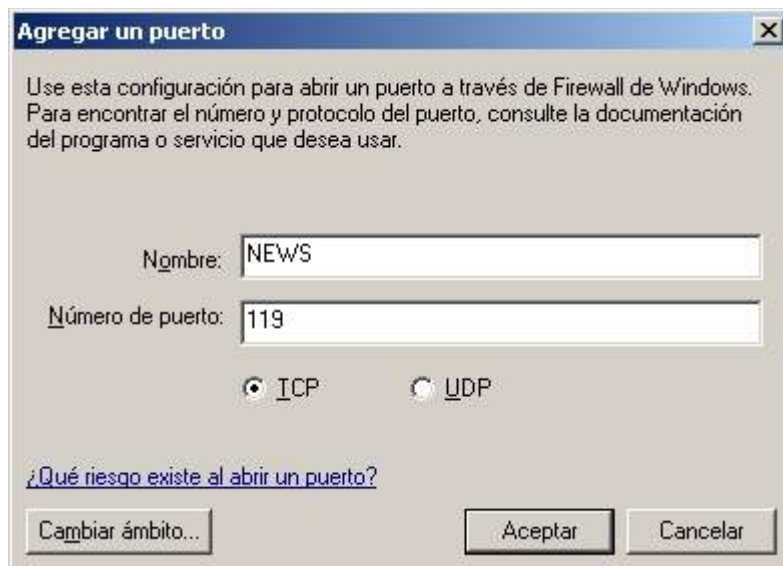 Agregar un puerto
Use esta configuración para abrir un puerto a través de Firewall de Windows.
Para encontrar el número y protocolo del puerto, consulte la documentación
del programa o servicio que desea usar.
Nombre: NEWS
Número de puerto: 119
TCP UDP
¿Qué riesgo existe al abrir un puerto?
Cambiar ámbito... Aceptar Cancelar